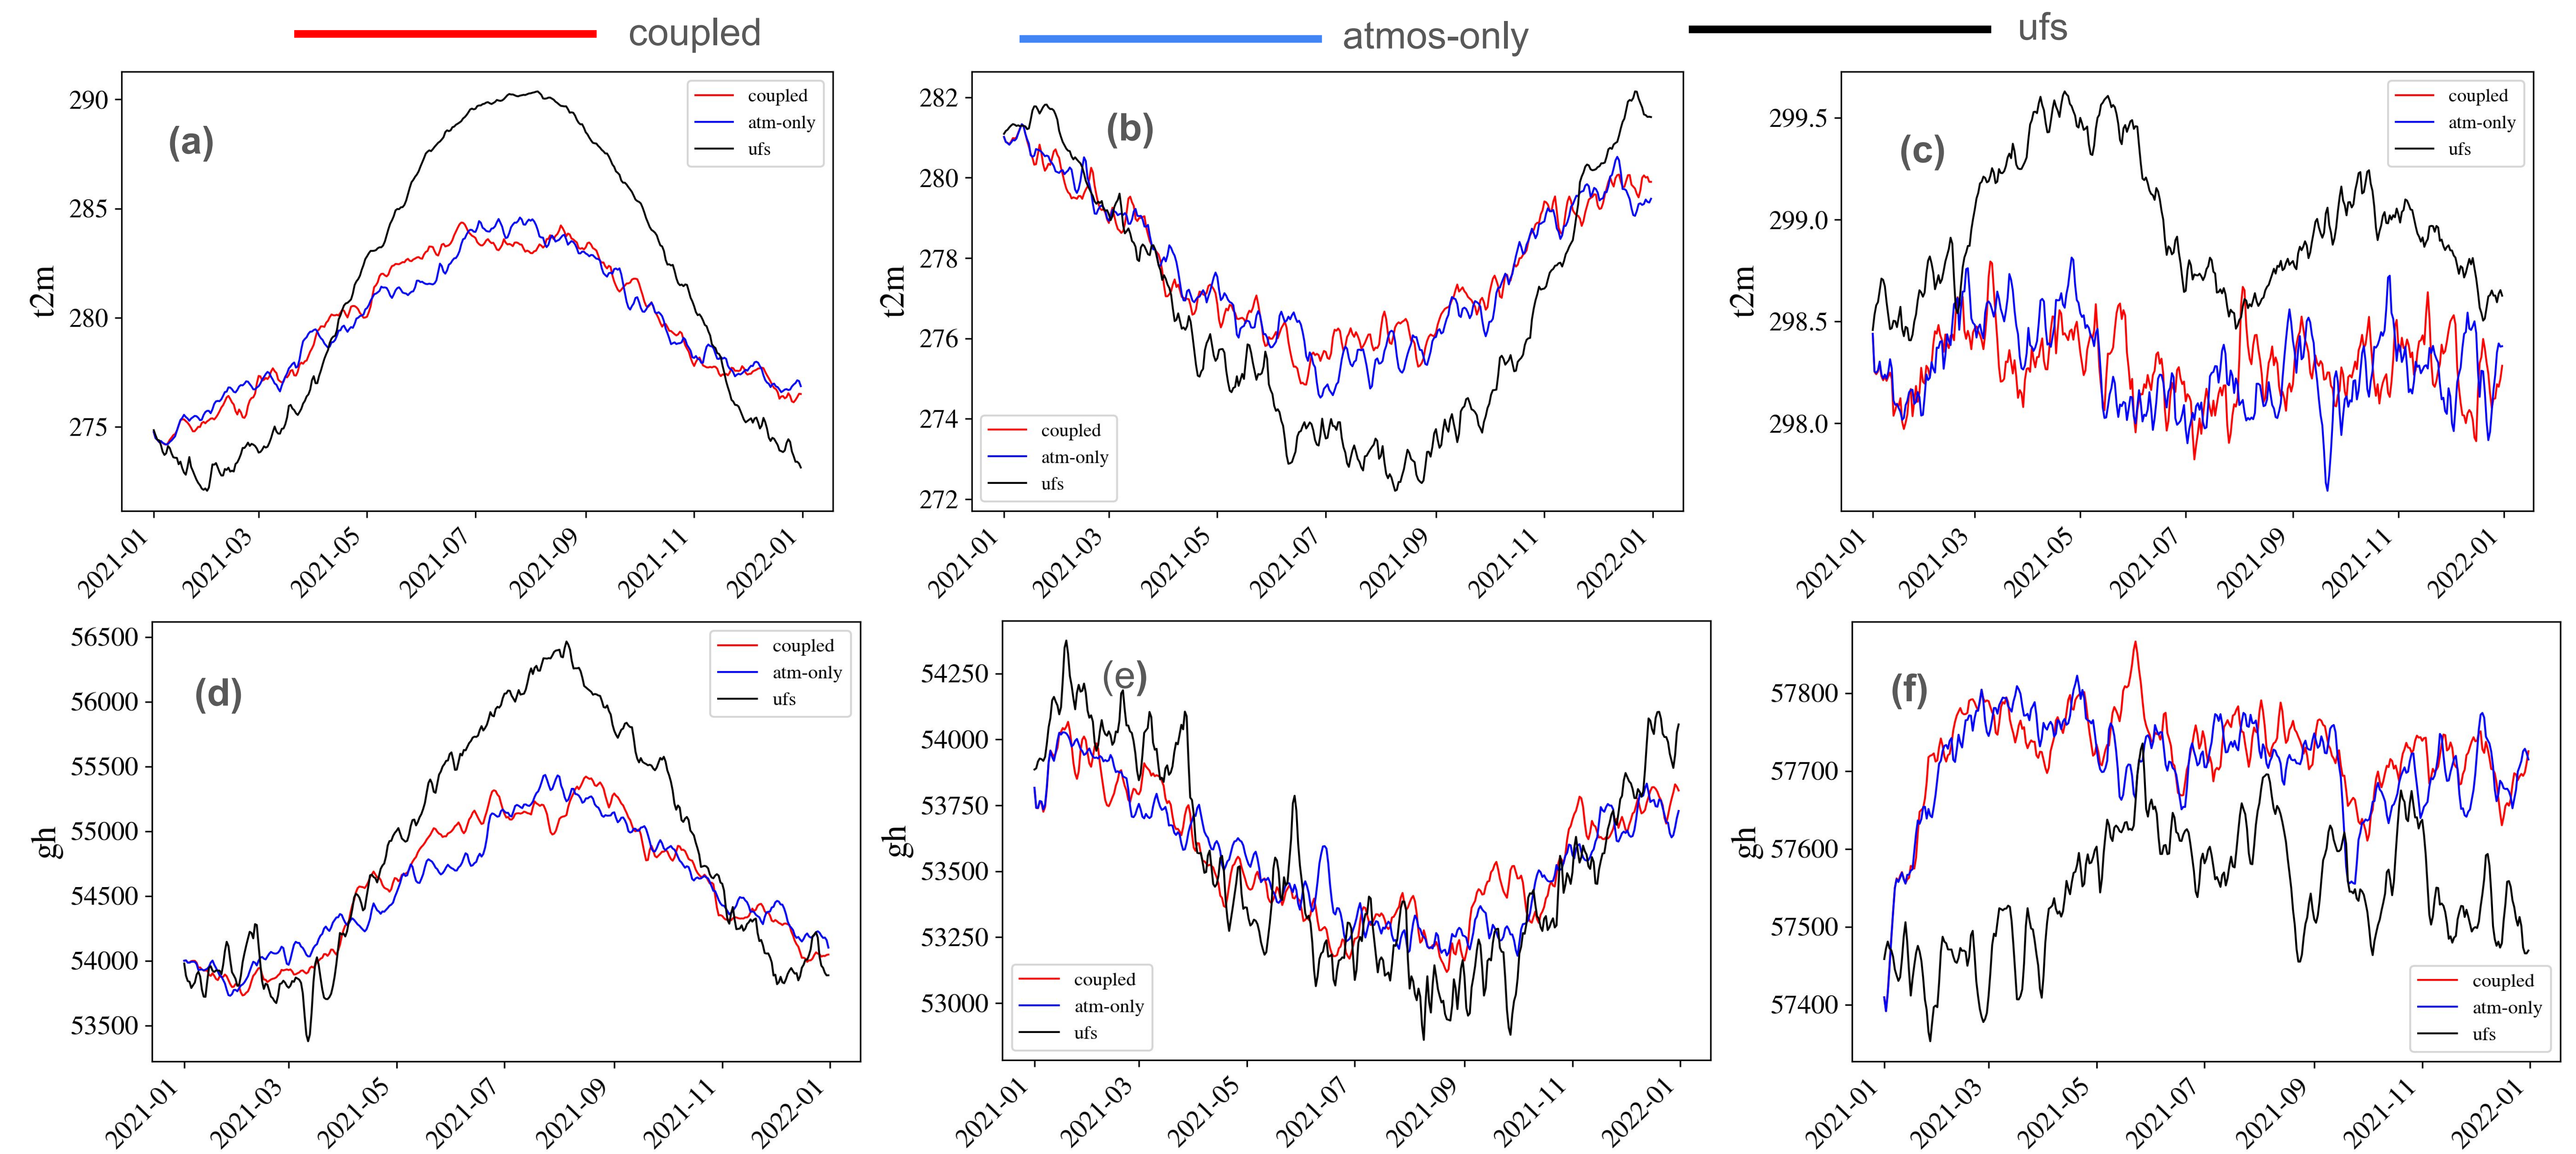 coupled
atmos-only
ufs
(a)
t2m
290
285
280
275
coupled
atm-only
ufs
2021-01
2021-03
2021-05
2021-07
2021-09
2021-11
2022-01
(b)
t2m
282
280
278
276
274
272
coupled
atm-only
ufs
2021-01
2021-03
2021-05
2021-07
2021-09
2021-11
2022-01
(c)
t2m
299.5
299.0
298.5
298.0
coupled
atm-only
ufs
2021-01
2021-03
2021-05
2021-07
2021-09
2021-11
2022-01
(d)
gh
56500
56000
55500
55000
54500
54000
53500
coupled
atm-only
ufs
2021-01
2021-03
2021-05
2021-07
2021-09
2021-11
2022-01
(e)
gh
54250
54000
53750
53500
53250
53000
coupled
atm-only
ufs
2021-01
2021-03
2021-05
2021-07
2021-09
2021-11
2022-01
(f)
gh
57800
57700
57600
57500
57400
coupled
atm-only
ufs
2021-01
2021-03
2021-05
2021-07
2021-09
2021-11
2022-01